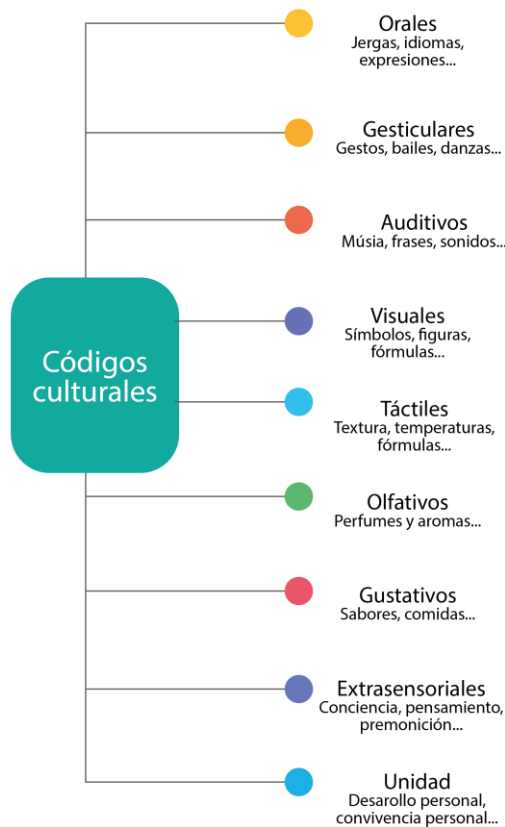 Orales
Jergas, idiomas,
expresiones...
Gesticulares
Gestos, bailes, danzas...
Auditivos
Músia, frases, sonidos...
Códigos
culturales
Visuales
Símbolos, figuras,
fórmulas...
Táctiles
Textura, temperaturas,
fórmulas...
Olfativos
Perfumes y aromas...
Gustativos
Sabores, comidas...
Extrasensoriales
Conciencia, pensamiento,
premonición...
Unidad
Desarollo personal,
convivencia personal...